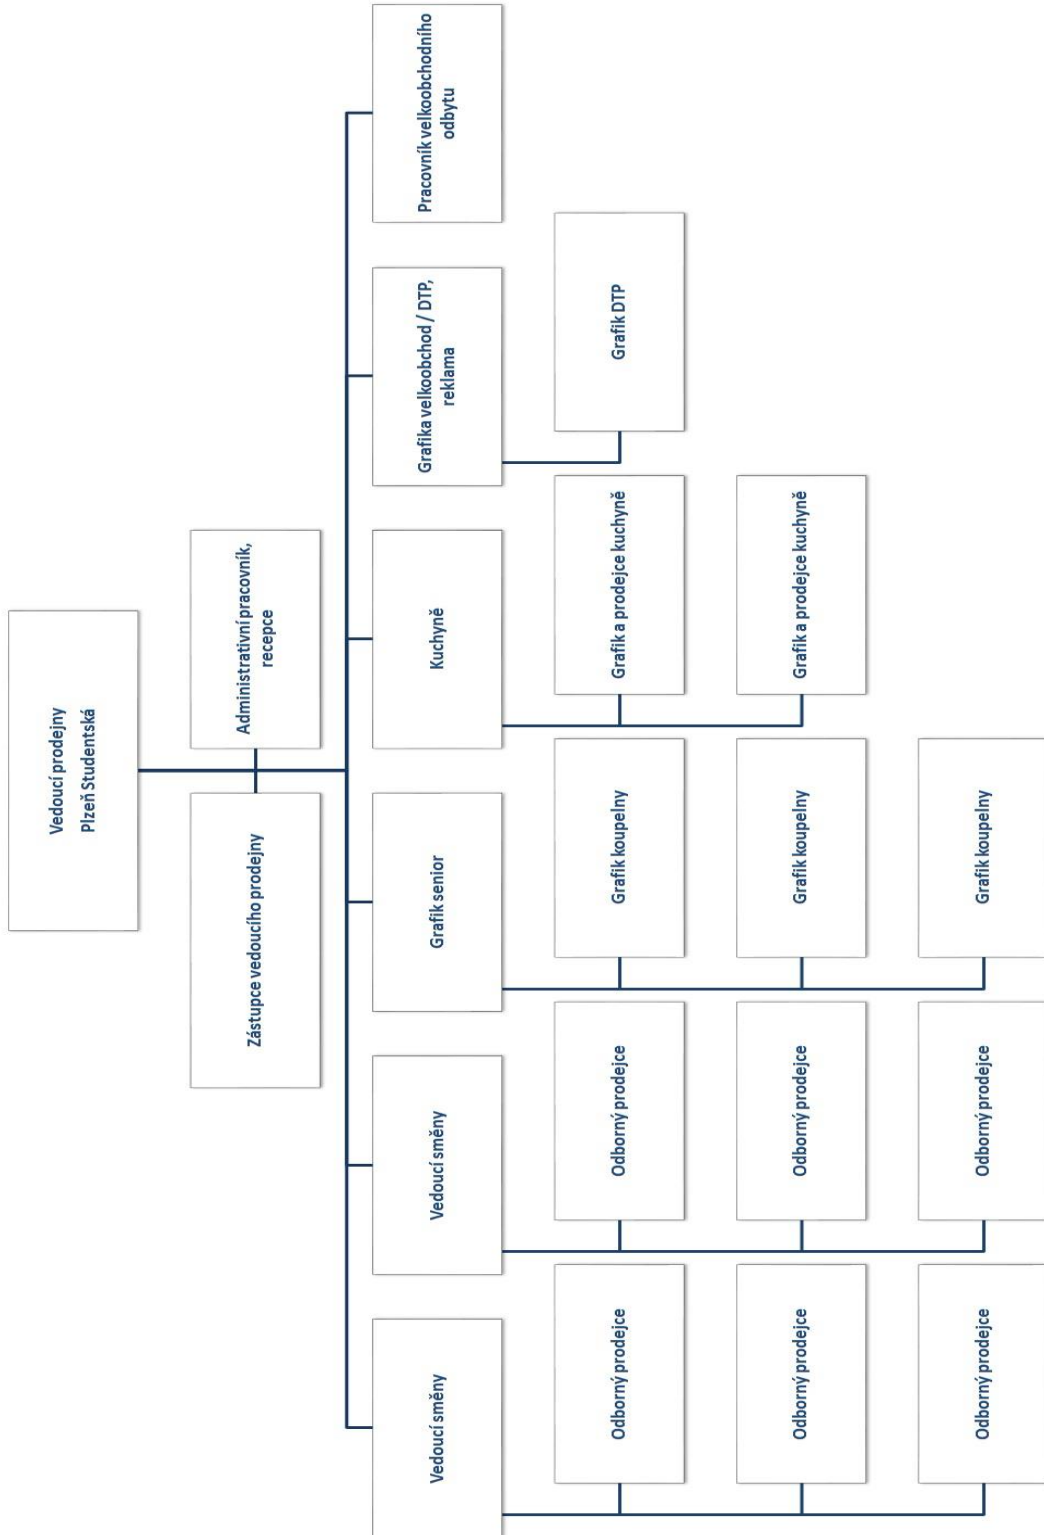 Vedoucí prodejny
Plzeň Studentská
Zástupce vedoucího prodejny
Administrativní pracovník,
recepce
Vedoucí směny
Vedoucí směny
Grafik senior
Kuchyně
Grafika velkoobchod / DTP,
reklama
Pracovník velkoobchodního
odbytu
Odborný prodejce
Odborný prodejce
Grafik koupelny
Grafik a prodejce kuchyně
Grafik DTP
Odborný prodejce
Odborný prodejce
Grafik koupelny
Grafik a prodejce kuchyně
Odborný prodejce
Odborný prodejce
Grafik koupelny